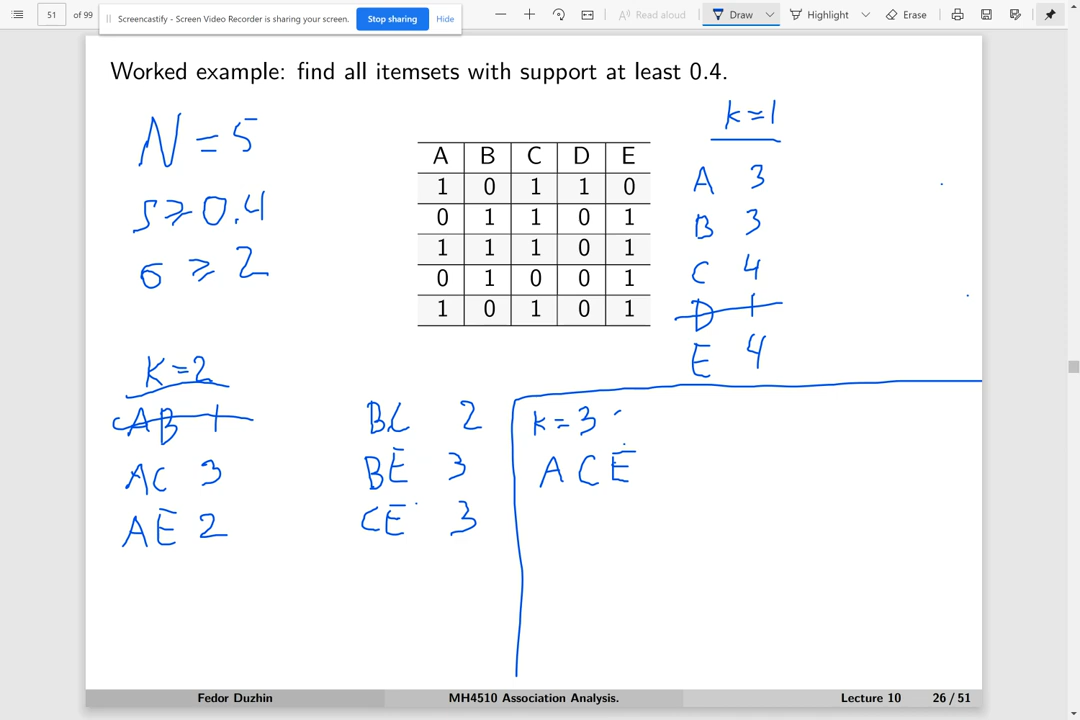 51 of 99
Screencastify - Screen Video Recorder is sharing your screen. Stop sharing Hide
Read aloud Draw Highlight Erase
Worked example: find all itemsets with support at least 0.4.
N = 5
s ≥ 0.4
σ ≥ 2
A B C D E
1 0 1 1 0
0 1 1 0 1
1 1 1 0 1
0 1 0 0 1
1 0 1 0 1
k = 1
A 3
B 3
C 4
D 1
E 4
K = 2
AB 1
AC 3
AE 2
BC 2
BE 3
CE 3
k = 3
A C E
Fedor Duzhin MH4510 Association Analysis. Lecture 10 26 / 51